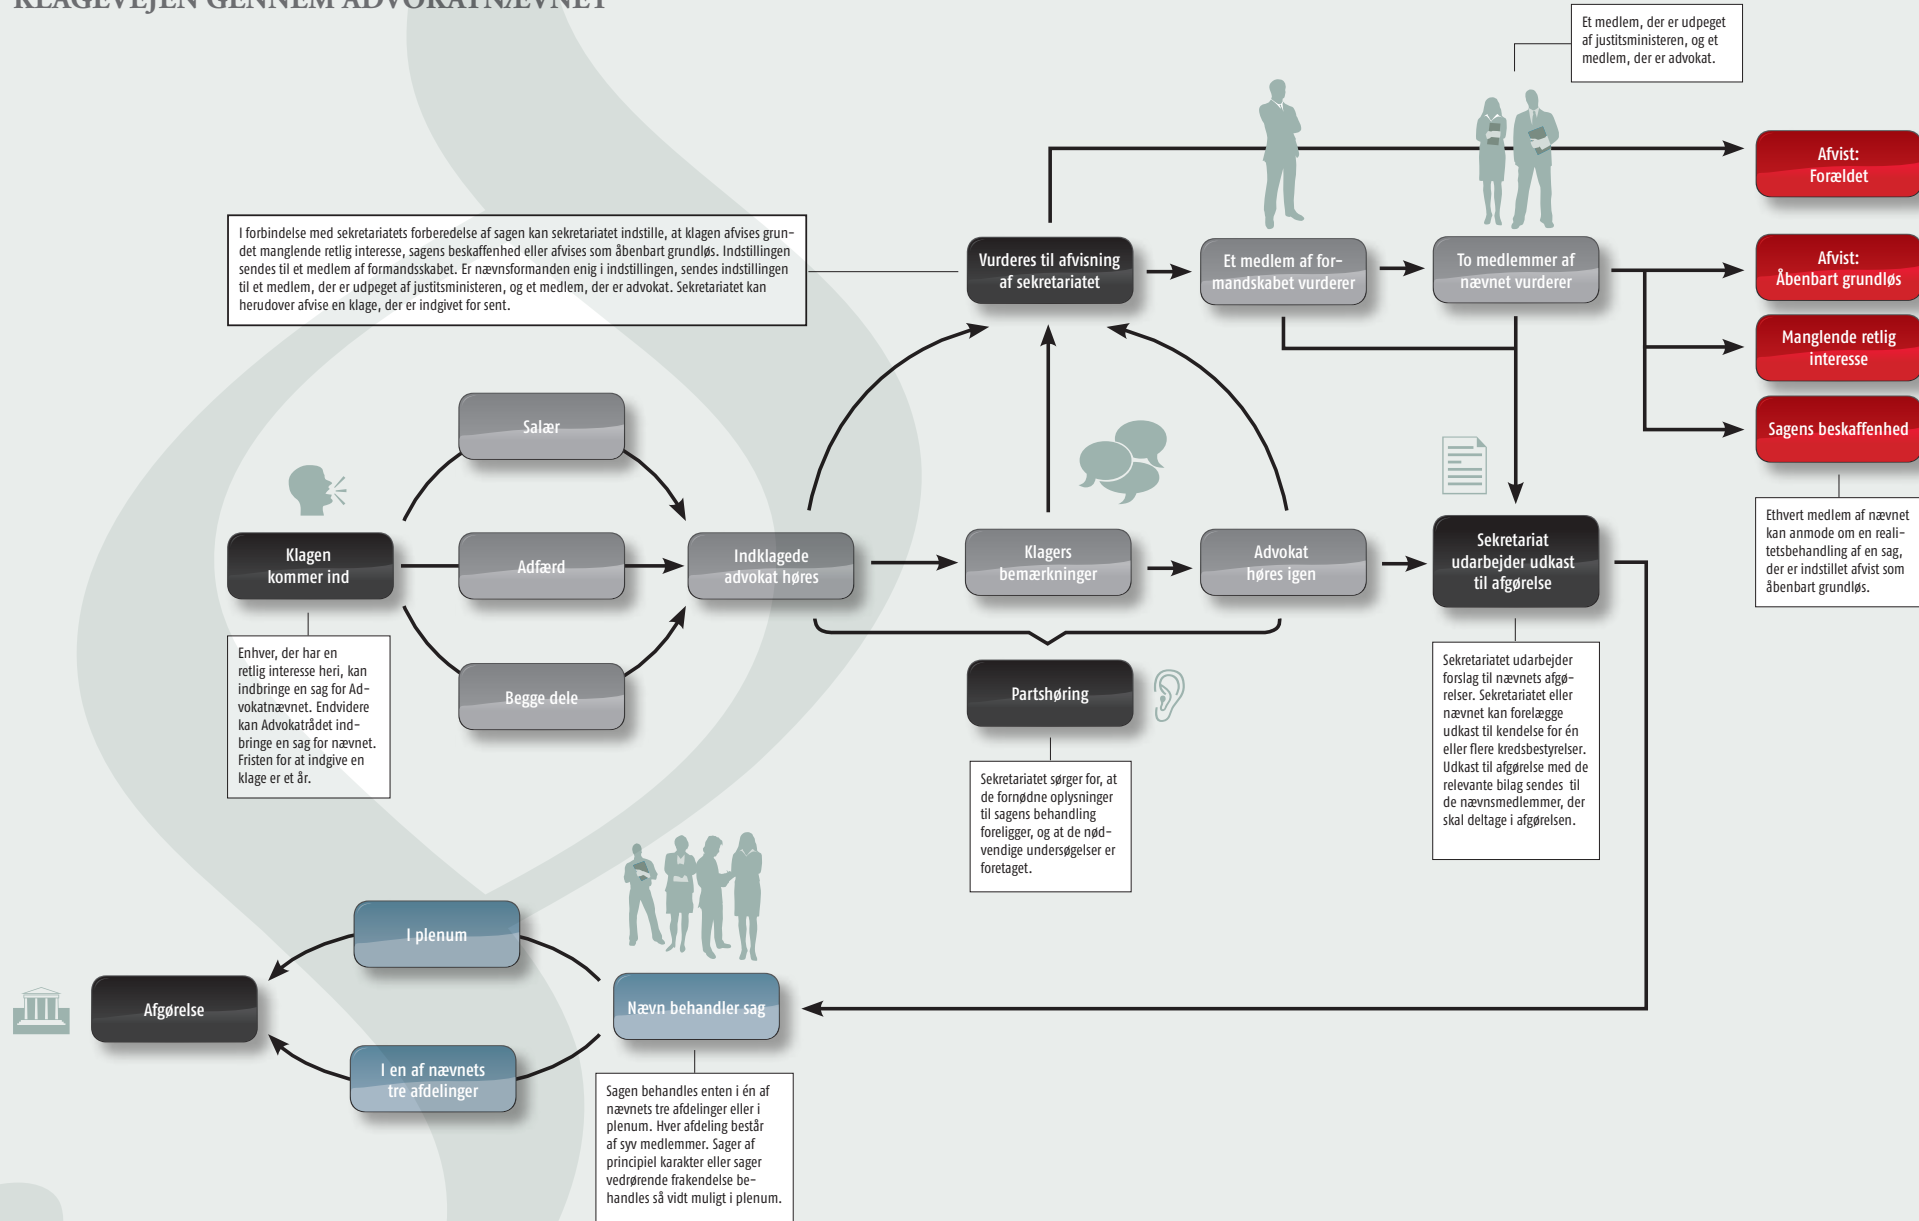 KLAGEVEJEN GENNEM ADVOKATNÆVNET
Et medlem, der er udpeget
af justitsministeren, og et
medlem, der er advokat.
Afvist:
Forældet
I forbindelse med sekretariatets forberedelse af sagen kan sekretariatet indstille, at klagen afvises grun-
det manglende retlig interesse, sagens beskaffenhed eller afvises som åbenbart grundløs. Indstillingen
sendes til et medlem af formandsskabet. Er nævnsformanden enig i indstillingen, sendes indstillingen
til et medlem, der er udpeget af justitsministeren, og et medlem, der er advokat. Sekretariatet kan
herudover afvise en klage, der er indgivet for sent.
Vurderes til afvisning
af sekretariatet
Et medlem af for-
mandskabet vurderer
To medlemmer af
nævnet vurderer
Afvist:
Åbenbart grundløs
Manglende retlig
interesse
Sagens beskaffenhed
Ethvert medlem af nævnet
kan anmode om en reali-
tetsbehandling af en sag,
der er indstillet afvist som
åbenbart grundløs.
Salær
Klagen
kommer ind
Adfærd
Begge dele
Indklagede
advokat høres
Klagers
bemærkninger
Advokat
høres igen
Sekretariat
udarbejder udkast
til afgørelse
Enhver, der har en
retlig interesse heri, kan
indbringe en sag for Ad-
vokatnævnet. Endvidere
kan Advokatrådet ind-
bringe en sag for nævnet.
Fristen for at indgive en
klage er et år.
Partshøring
Sekretariatet sørger for, at
de fornødne oplysninger
til sagens behandling
foreligger, og at de nød-
vendige undersøgelser er
foretaget.
Sekretariatet udarbejder
forslag til nævnets afgø-
relser. Sekretariatet eller
nævnet kan forelægge
udkast til kendelse for én
eller flere kredsbestyrelser.
Udkast til afgørelse med de
relevante bilag sendes til
de nævnsmedlemmer, der
skal deltage i afgørelsen.
I plenum
Afgørelse
Nævn behandler sag
I en af nævnets
tre afdelinger
Sagen behandles enten i én af
nævnets tre afdelinger eller i
plenum. Hver afdeling består
af syv medlemmer. Sager af
principiel karakter eller sager
vedrørende frakendelse be-
handles så vidt muligt i plenum.